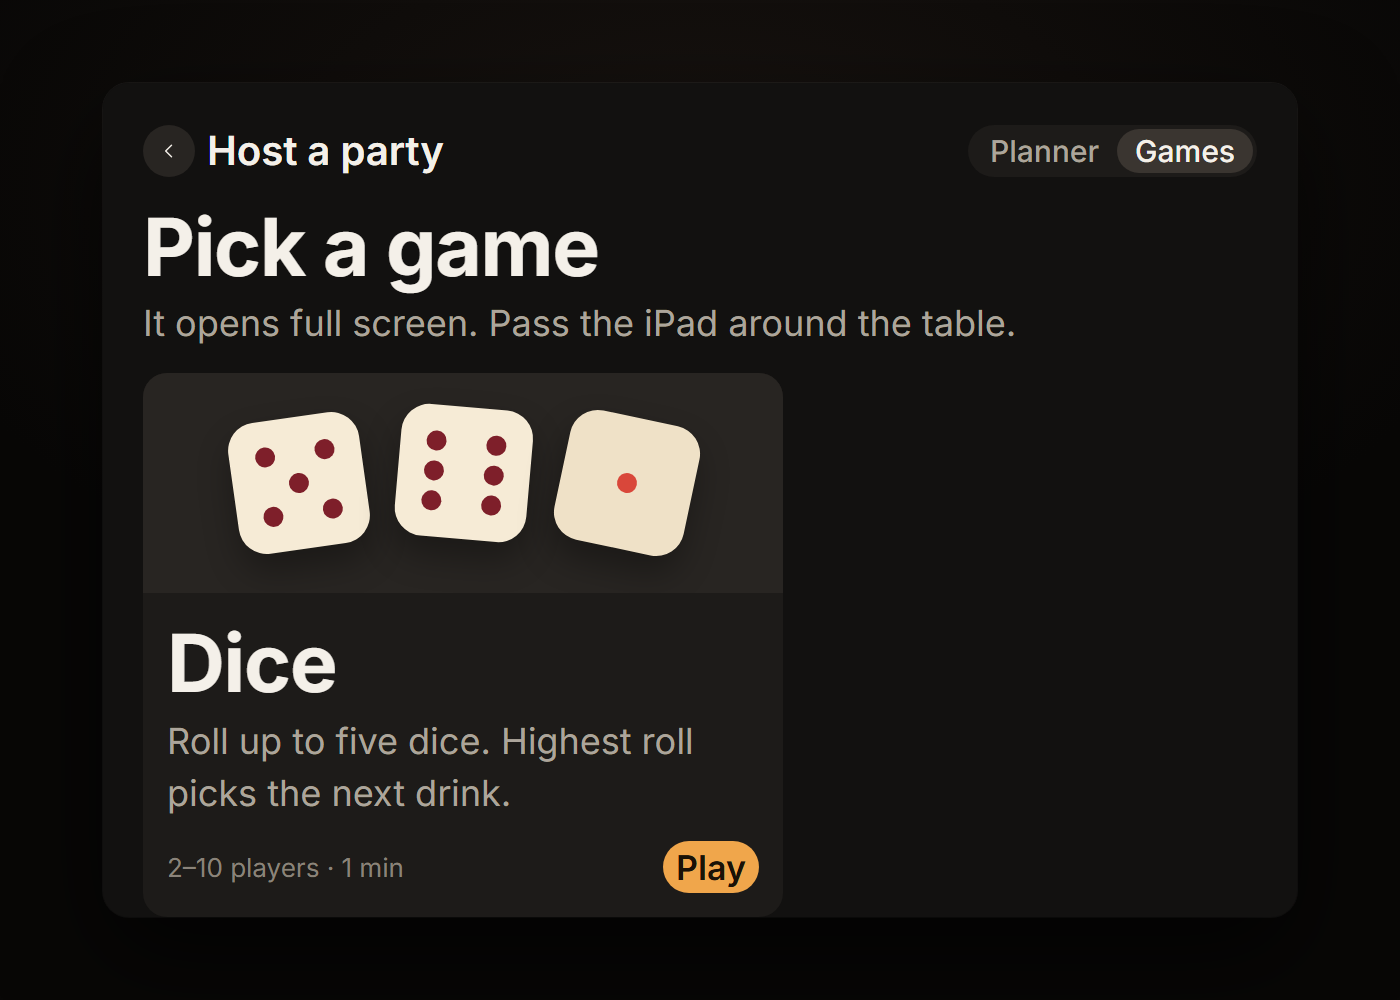 Host a party
Planner
Games
Pick a game
It opens full screen. Pass the iPad around the table.
Dice
Roll up to five dice. Highest roll
picks the next drink.
2–10 players · 1 min
Play